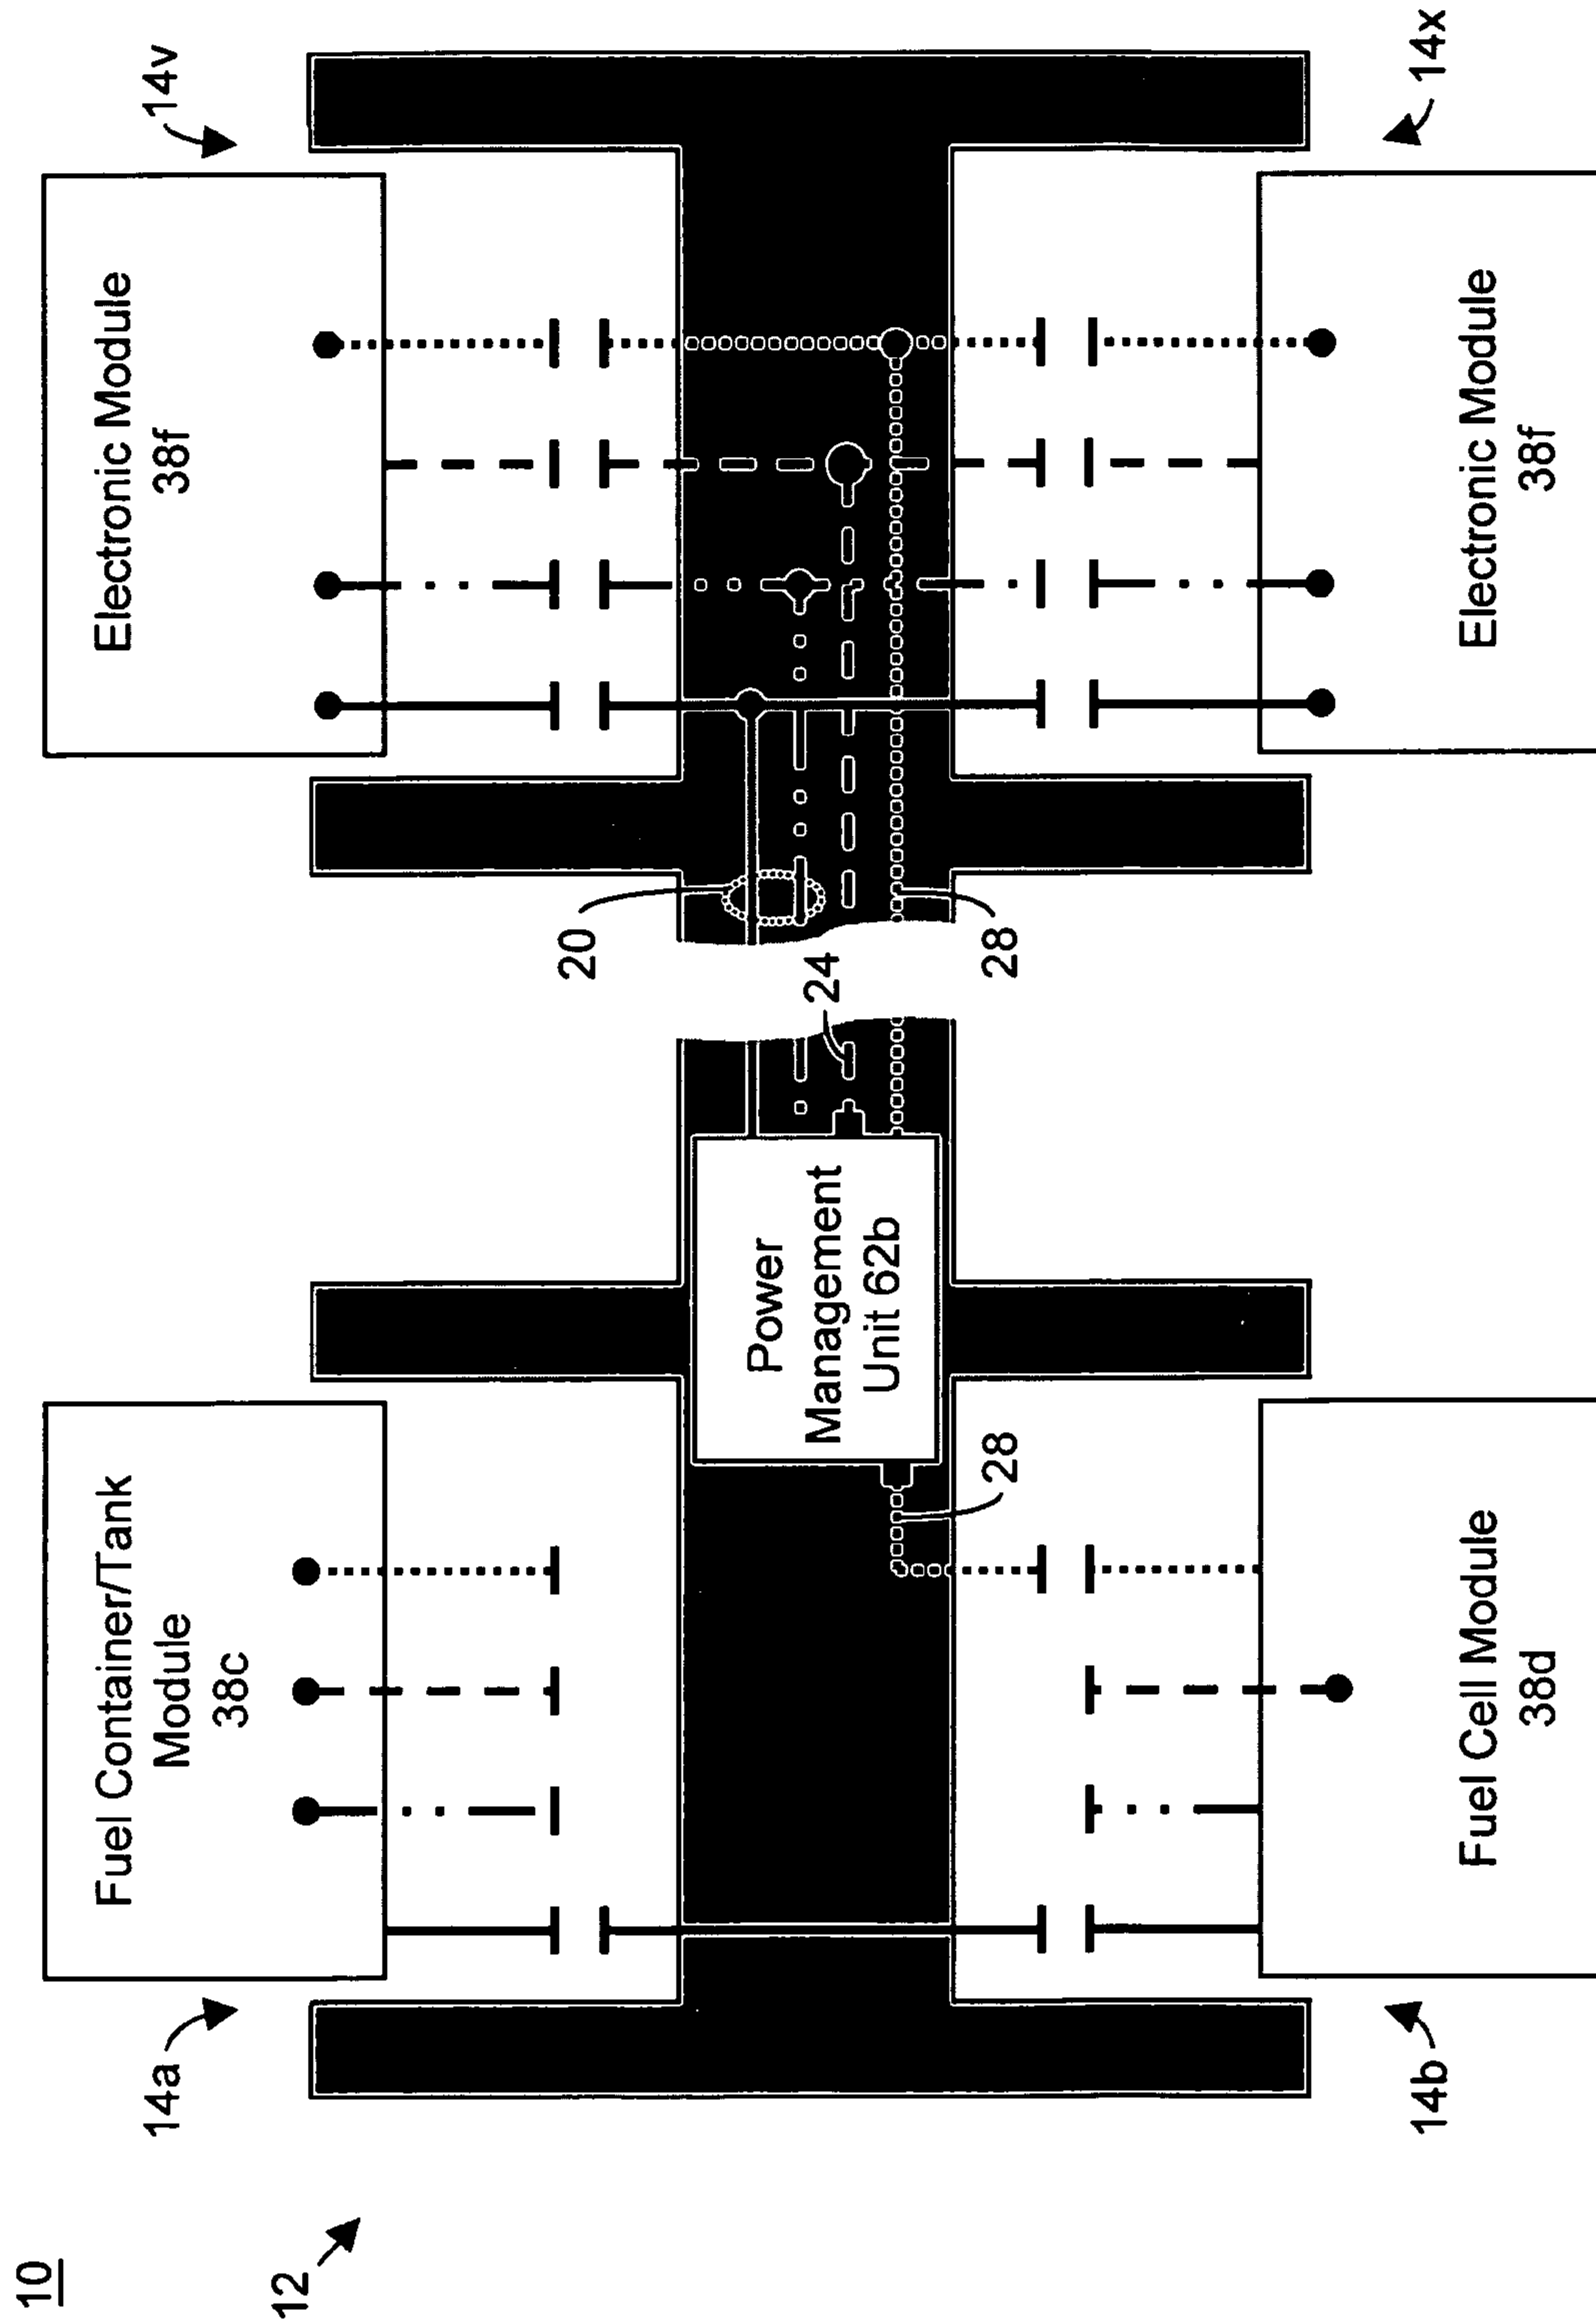 10
12
14a
Fuel Container/Tank
Module
38c
14v
Electronic Module
38f
20
24
28
Power
Management
Unit 62b
28
14b
Fuel Cell Module
38d
14x
Electronic Module
38f